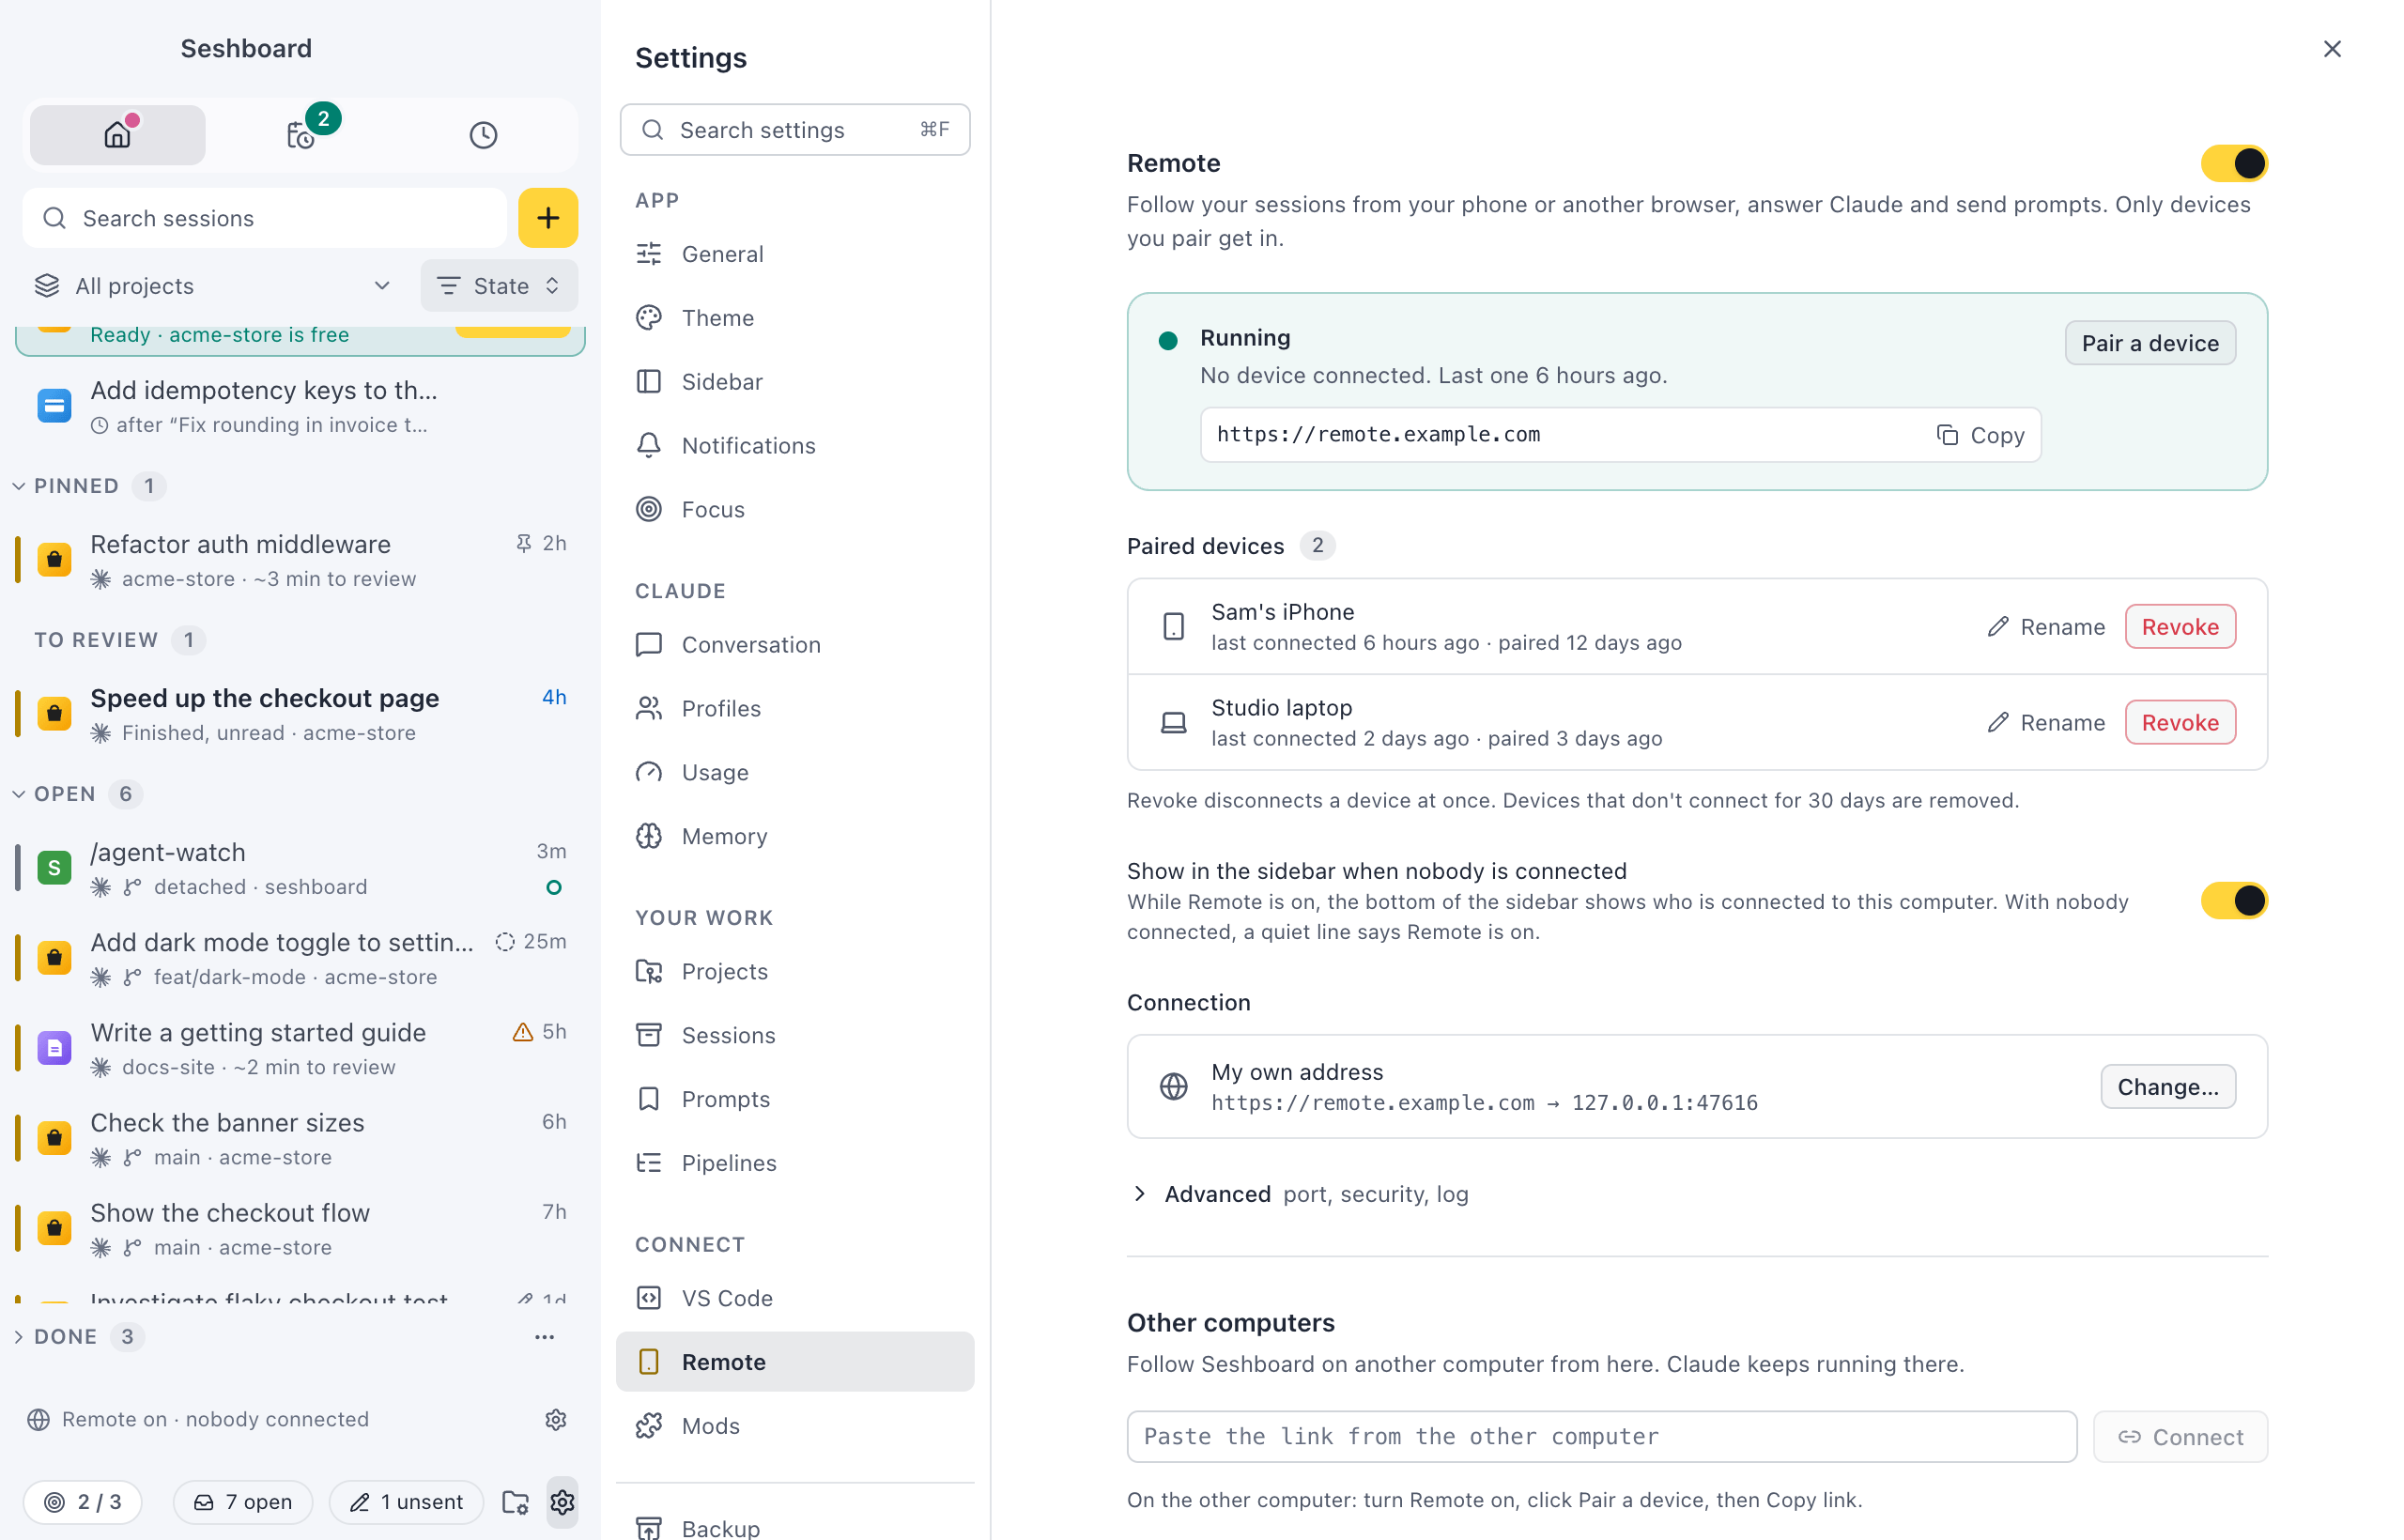 Seshboard
2
Search sessions
All projects
State
Ready · acme-store is free
Add idempotency keys to th...
after “Fix rounding in invoice t...
PINNED 1
Refactor auth middleware 2h
acme-store · ~3 min to review
TO REVIEW 1
Speed up the checkout page 4h
Finished, unread · acme-store
OPEN 6
S
/agent-watch 3m
detached · seshboard
Add dark mode toggle to settin... 25m
feat/dark-mode · acme-store
Write a getting started guide 5h
docs-site · ~2 min to review
Check the banner sizes 6h
main · acme-store
Show the checkout flow 7h
main · acme-store
Investigate flaky checkout test 1d
DONE 3
Remote on · nobody connected
2 / 3
7 open
1 unsent
Settings
Search settings ⌘F
APP
General
Theme
Sidebar
Notifications
Focus
CLAUDE
Conversation
Profiles
Usage
Memory
YOUR WORK
Projects
Sessions
Prompts
Pipelines
CONNECT
VS Code
Remote
Mods
Backup
Remote
Follow your sessions from your phone or another browser, answer Claude and send prompts. Only devices
you pair get in.
Running
Pair a device
No device connected. Last one 6 hours ago.
https://remote.example.com
Copy
Paired devices 2
Sam's iPhone
last connected 6 hours ago · paired 12 days ago
Rename
Revoke
Studio laptop
last connected 2 days ago · paired 3 days ago
Rename
Revoke
Revoke disconnects a device at once. Devices that don't connect for 30 days are removed.
Show in the sidebar when nobody is connected
While Remote is on, the bottom of the sidebar shows who is connected to this computer. With nobody
connected, a quiet line says Remote is on.
Connection
My own address
https://remote.example.com → 127.0.0.1:47616
Change...
Advanced port, security, log
Other computers
Follow Seshboard on another computer from here. Claude keeps running there.
Paste the link from the other computer
Connect
On the other computer: turn Remote on, click Pair a device, then Copy link.